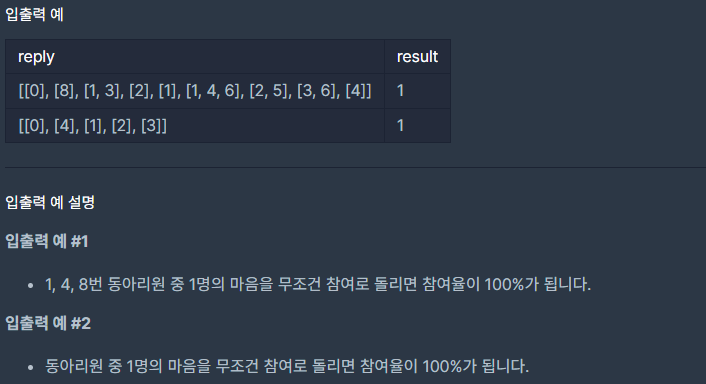 입출력 예
reply result
[[0], [8], [1, 3], [2], [1], [1, 4, 6], [2, 5], [3, 6], [4]] 1
[[0], [4], [1], [2], [3]] 1
입출력 예 설명
입출력 예 #1
• 1, 4, 8번 동아리원 중 1명의 마음을 무조건 참여로 돌리면 참여율이 100%가 됩니다.
입출력 예 #2
• 동아리원 중 1명의 마음을 무조건 참여로 돌리면 참여율이 100%가 됩니다.